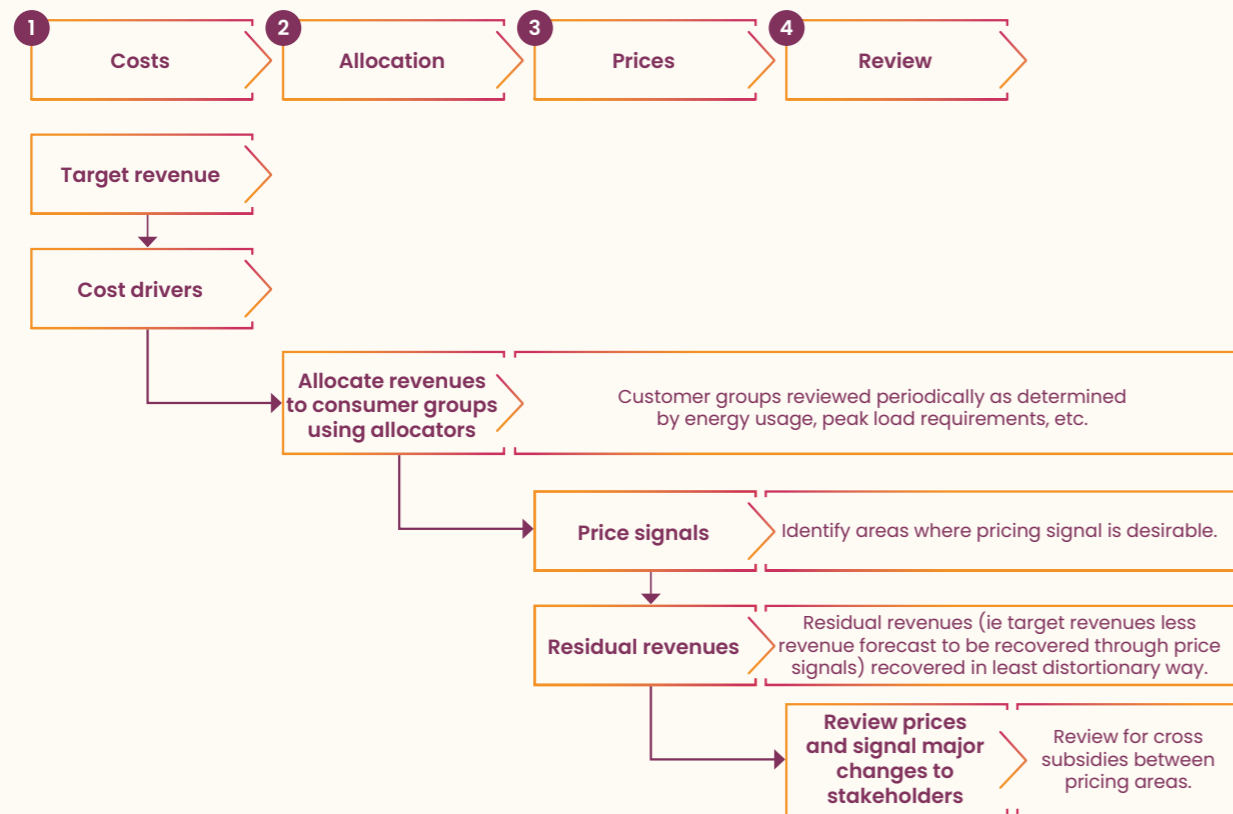 1
Costs
2
Allocation
3
Prices
4
Review
Target revenue
Cost drivers
Allocate revenues
to consumer groups
using allocators
Customer groups reviewed periodically as determined
by energy usage, peak load requirements, etc.
Price signals
Identify areas where pricing signal is desirable.
Residual revenues
Residual revenues (ie target revenues less
revenue forecast to be recovered through price
signals) recovered in least distortionary way.
Review prices
and signal major
changes to
stakeholders
Review for cross
subsidies between
pricing areas.